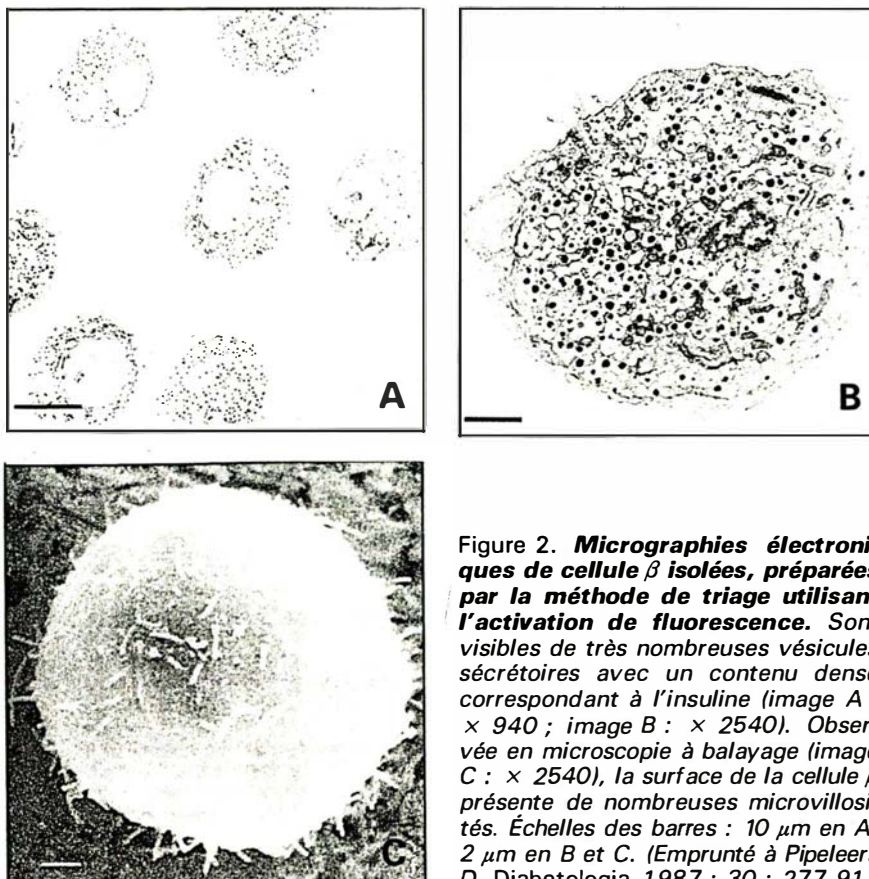 A
B
C
Figure 2. Micrographies électroni
ques de cellule β isolées, préparées
par la méthode de triage utilisan
l'activation de fluorescence. Son
visibles de très nombreuses vésicules
sécrétoires avec un contenu dense
correspondant à l'insuline (image A
× 940 ; image B : × 2540). Obser
vée en microscopie à balayage (image
C : × 2540), la surface de la cellule
présente de nombreuses microvillosi
tés. Échelles des barres : 10 μm en A
2 μm en B et C. (Emprunté à Pipeleer
D. Diabetologia 1987 ; 30 : 277-91.